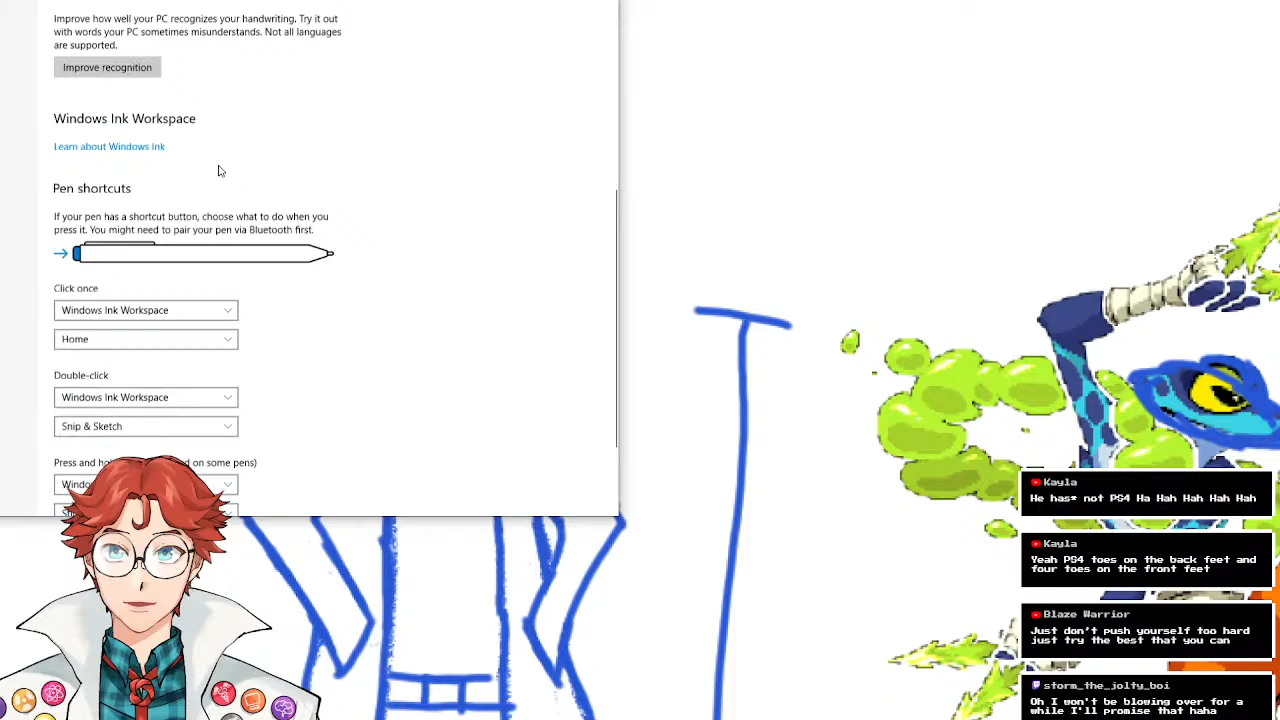 Improve how well your PC recognizes your handwriting. Try it out
with words your PC sometimes misunderstands. Not all languages
are supported.
Improve recognition
Windows Ink Workspace
Learn about Windows Ink
Pen shortcuts
If your pen has a shortcut button, choose what to do when you
press it. You might need to pair your pen via Bluetooth first.
Click once
Windows Ink Workspace
Home
Double-click
Windows Ink Workspace
Snip & Sketch
Press and ho
d on some pens)
Kayla
He has* not PS4 Ha Hah Hah Hah Hah
Kayla
Yeah PS4 toes on the back feet and
four toes on the front feet
Blaze Warrior
Just don't push yourself too hard
just try the best that you can
storm_the_jolty_boi
Oh I won't be blowing over for a
while I'll promise that haha